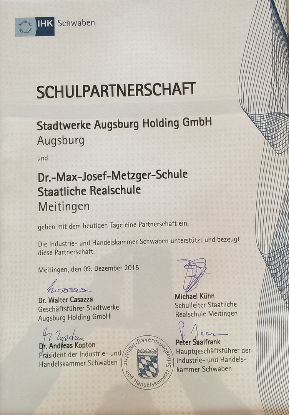 IHK Schwaben
SCHULPARTNERSCHAFT
Stadtwerke Augsburg Holding GmbH
Augsburg
und
Dr.-Max-Josef-Metzger-Schule
Staatliche Realschule
Meitingen
gehen mit dem heutigen Tage eine Partnerschaft ein.
Die Industrie- und Handelskammer Schwaben unterstützt und bezeugt
diese Partnerschaft.
Meitingen, den 09. Dezember 2015
Dr. Walter Casazza
Geschäftsführer Stadtwerke
Augsburg Holding GmbH
Michael Kühn
Schulleiter Staatliche
Realschule Meitingen
Dr. Andreas Kopton
Präsident der Industrie- und
Handelskammer Schwaben
Peter Saalfrank
Hauptgeschäftsführer der
Industrie- und Handels-
kammer Schwaben